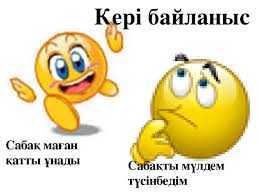 Кері байланыс
Сабақ маған
қатты ұнады
Сабақты мүлдем
түсінбедім